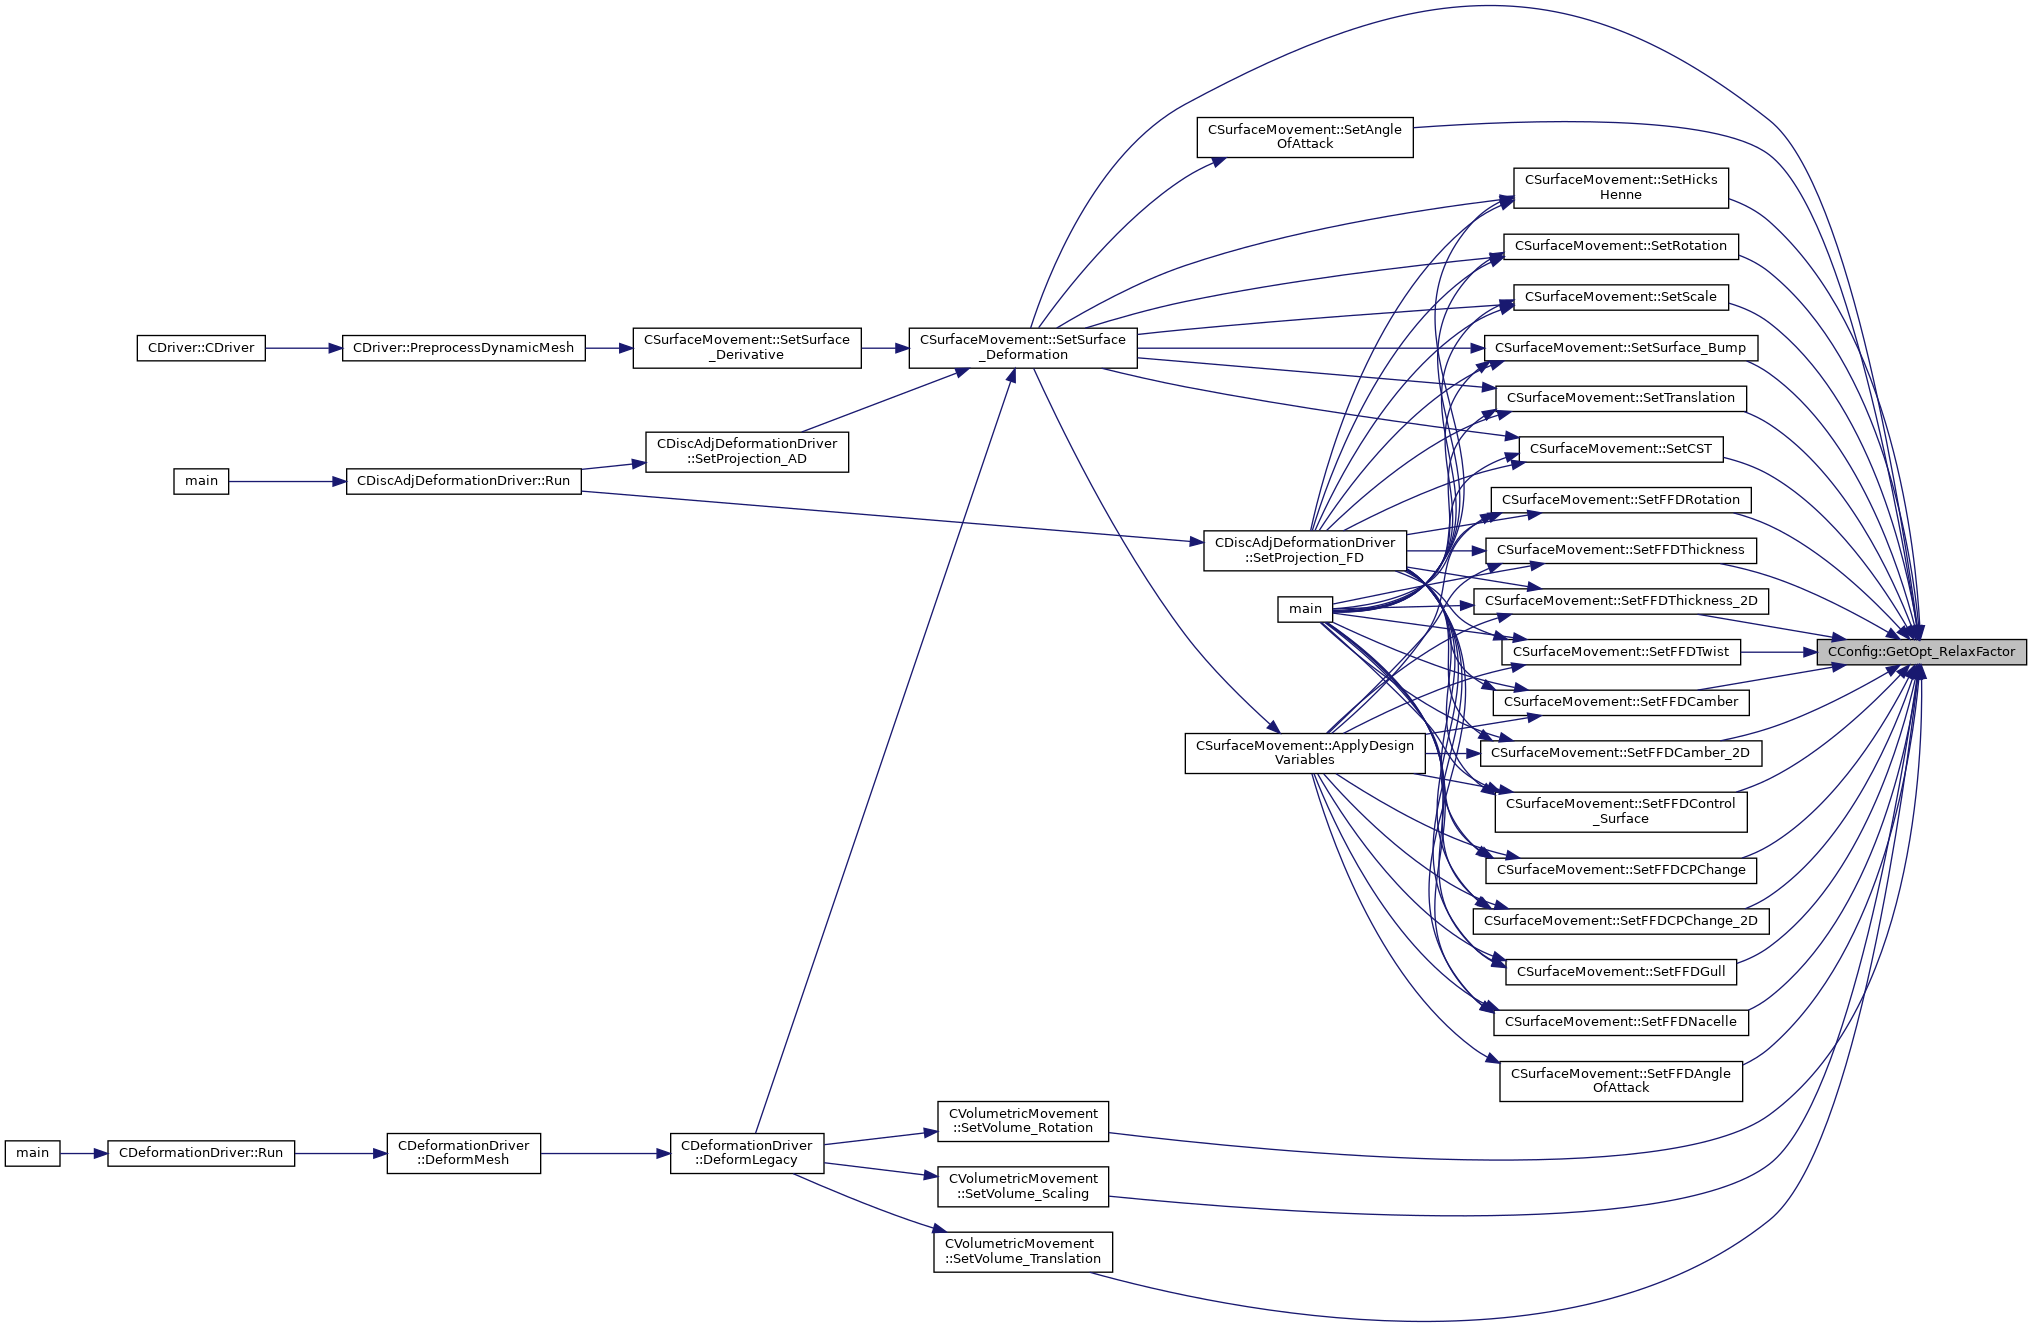 CSurfaceMovement::SetAngle
OfAttack
CSurfaceMovement::SetHicks
Henne
CSurfaceMovement::SetRotation
CSurfaceMovement::SetScale
CDriver::CDriver
CDriver::PreprocessDynamicMesh
CSurfaceMovement::SetSurface
_Derivative
CSurfaceMovement::SetSurface
_Deformation
CSurfaceMovement::SetSurface_Bump
CSurfaceMovement::SetTranslation
CDiscAdjDeformationDriver
::SetProjection_AD
CSurfaceMovement::SetCST
main
CDiscAdjDeformationDriver::Run
CSurfaceMovement::SetFFDRotation
CDiscAdjDeformationDriver
::SetProjection_FD
CSurfaceMovement::SetFFDThickness
main
CSurfaceMovement::SetFFDThickness_2D
CSurfaceMovement::SetFFDTwist
CConfig::GetOpt_RelaxFactor
CSurfaceMovement::SetFFDCamber
CSurfaceMovement::ApplyDesign
Variables
CSurfaceMovement::SetFFDCamber_2D
CSurfaceMovement::SetFFDControl
_Surface
CSurfaceMovement::SetFFDCPChange
CSurfaceMovement::SetFFDCPChange_2D
CSurfaceMovement::SetFFDGull
CSurfaceMovement::SetFFDNacelle
CSurfaceMovement::SetFFDAngle
OfAttack
CVolumetricMovement
::SetVolume_Rotation
main
CDeformationDriver::Run
CDeformationDriver
::DeformMesh
CDeformationDriver
::DeformLegacy
CVolumetricMovement
::SetVolume_Scaling
CVolumetricMovement
::SetVolume_Translation